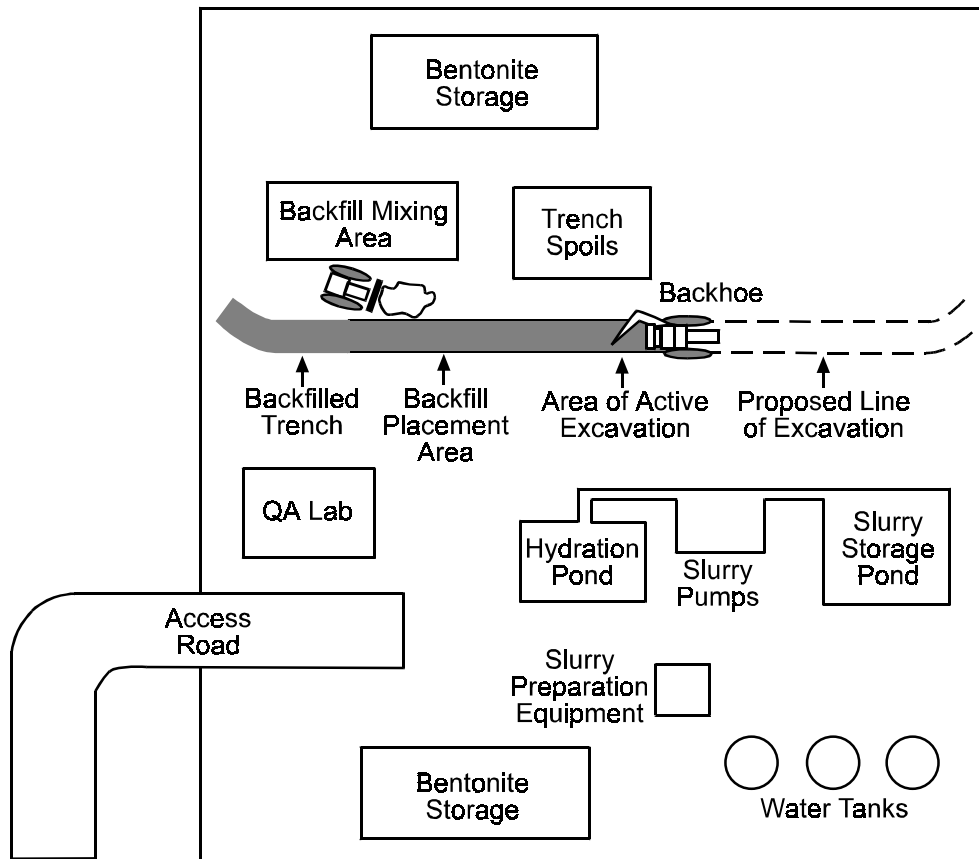 Bentonite
Storage
Backfill Mixing
Area
Trench
Spoils
Backhoe
Backfilled
Trench
Backfill
Placement
Area
Area of Active
Excavation
Proposed Line
of Excavation
QA Lab
Hydration
Pond
Slurry
Pumps
Slurry
Storage
Pond
Access
Road
Slurry
Preparation
Equipment
Bentonite
Storage
Water Tanks